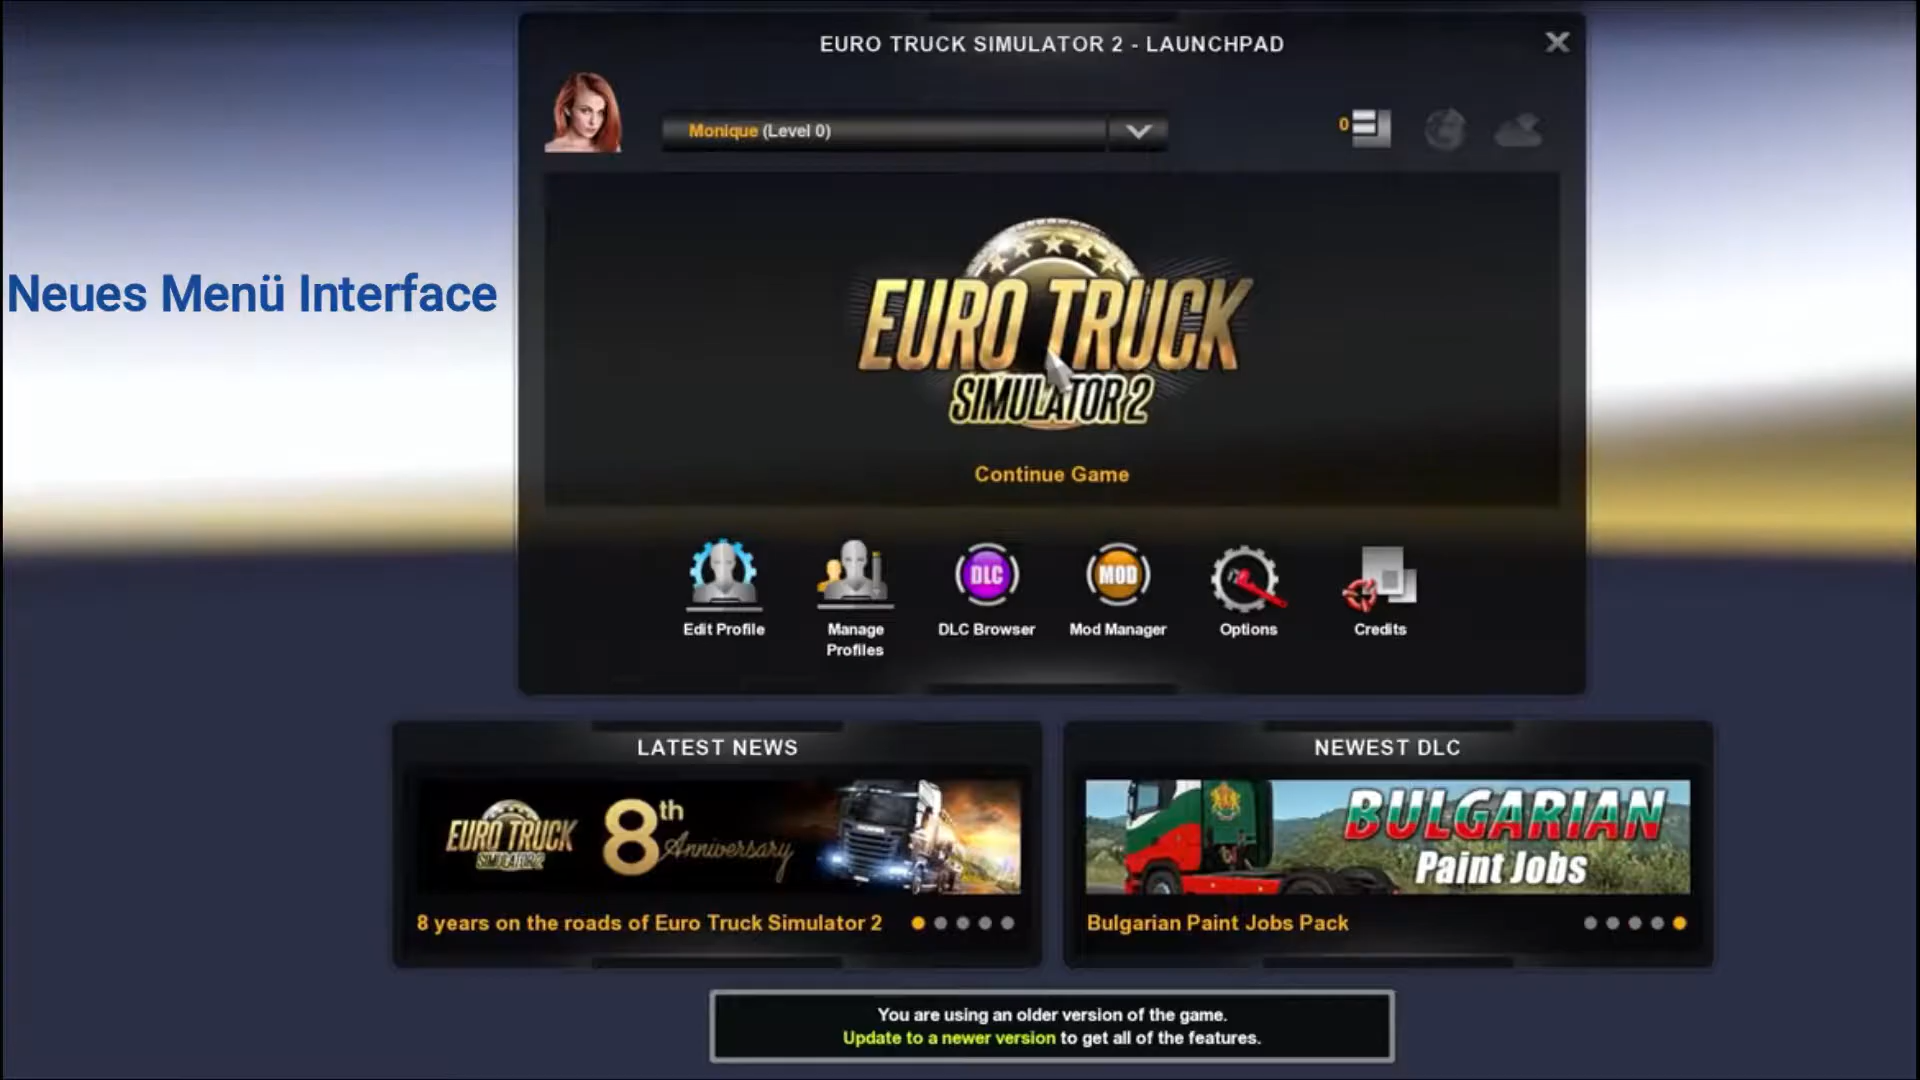 EURO TRUCK SIMULATOR 2 - LAUNCHPAD
Monique (Level 0)
0
Neues Menü Interface
EURO TRUCK
SIMULATOR 2
Continue Game
DLC
MOD
Edit Profile
Manage
Profiles
DLC Browser
Mod Manager
Options
Credits
LATEST NEWS
EURO TRUCK
SIMULATOR 2
8th
Anniversary
8 years on the roads of Euro Truck Simulator 2
NEWEST DLC
BULGARIAN
Paint Jobs
Bulgarian Paint Jobs Pack
You are using an older version of the game.
Update to a newer version to get all of the features.